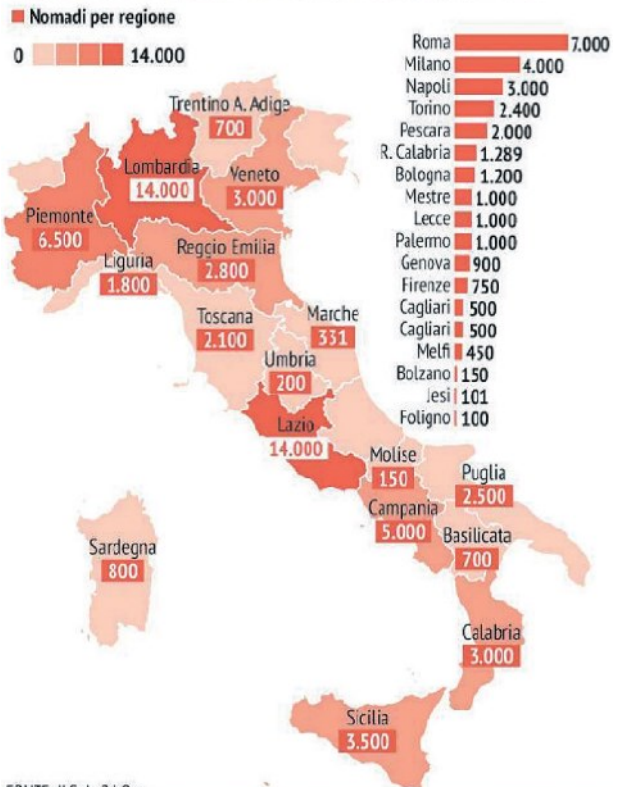 Nomadi per regione
0 14.000
Roma 7.000
Milano 4.000
Napoli 3.000
Torino 2.400
Pescara 2.000
R. Calabria 1.289
Bologna 1.200
Mestre 1.000
Lecce 1.000
Palermo 1.000
Genova 900
Firenze 750
Cagliari 500
Cagliari 500
Melfi 450
Bolzano 150
Jesi 101
Foligno 100
Trentino A. Adige
700
Lombardia
14.000
Veneto
3.000
Piemonte
6.500
Reggio Emilia
2.800
Liguria
1.800
Toscana
2.100
Marche
331
Umbria
200
Lazio
14.000
Molise
150
Puglia
2.500
Campania
5.000
Basilicata
700
Sardegna
800
Calabria
3.000
Sicilia
3.500